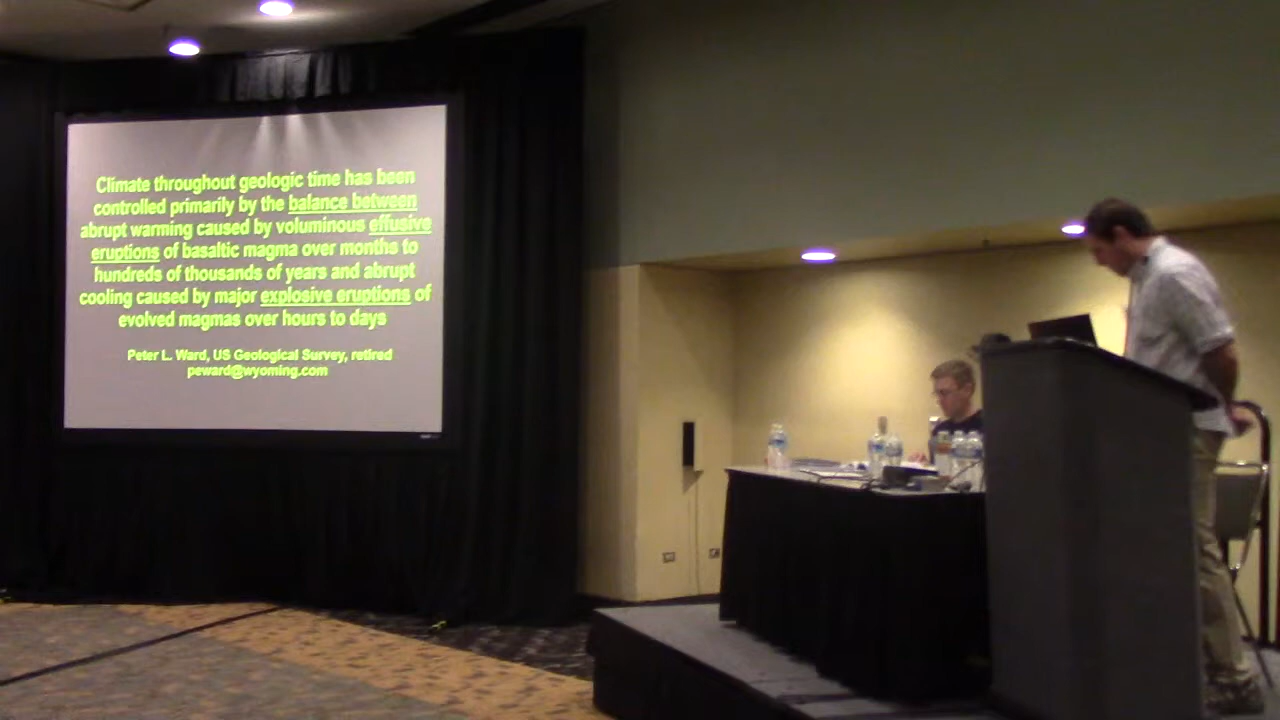 Climate throughout geologic time has been
controlled primarily by the balance between
abrupt warming caused by voluminous effusive
eruptions of basaltic magma over months to
hundreds of thousands of years and abrupt
cooling caused by major explosive eruptions of
evolved magmas over hours to days
Peter L. Ward, US Geological Survey, retired
peward@wyoming.com